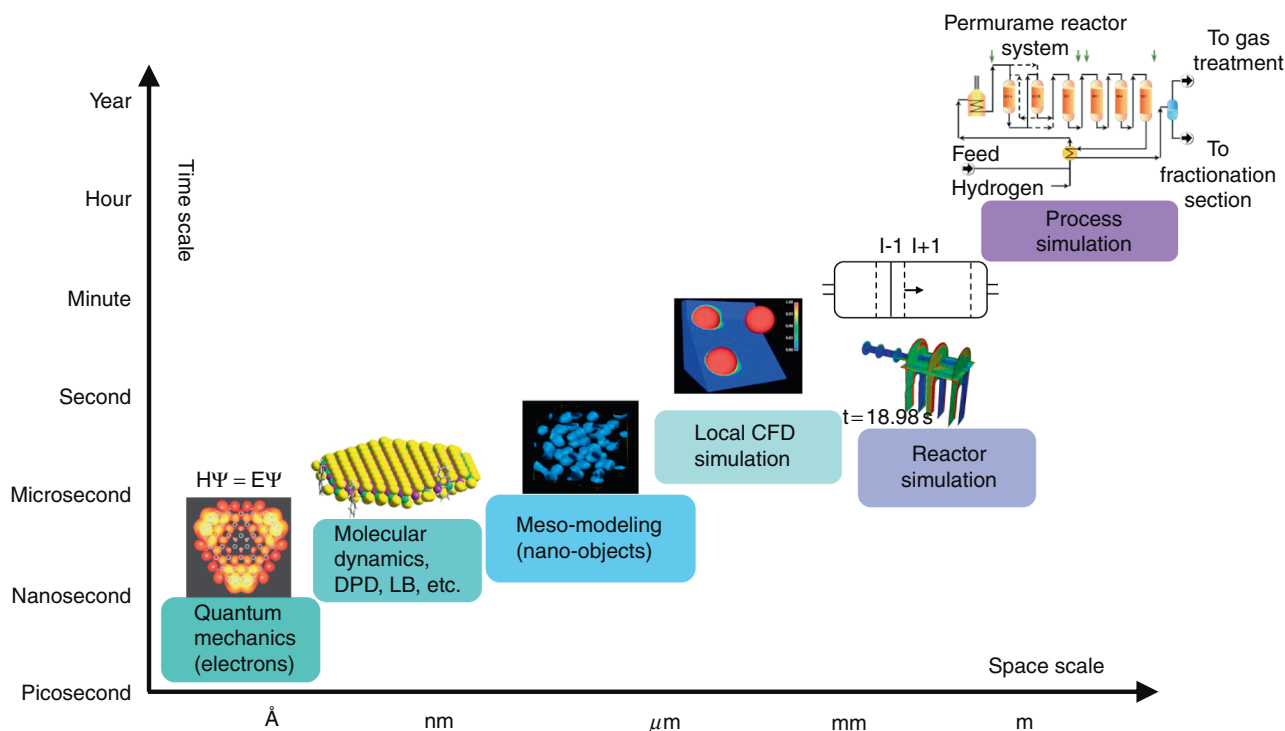 Permurame reactor
system
To gas
treatment
Feed
Hydrogen
To
fractionation
section
Process
simulation
Year
Hour
Minute
Second
Microsecond
Nanosecond
Picosecond
Time scale
I-1 I+1
t=18.98s
Reactor
simulation
Local CFD
simulation
Meso-modeling
(nano-objects)
Molecular
dynamics,
DPD, LB, etc.
HΨ = EΨ
Quantum
mechanics
(electrons)
Space scale
Å
nm
μm
mm
m